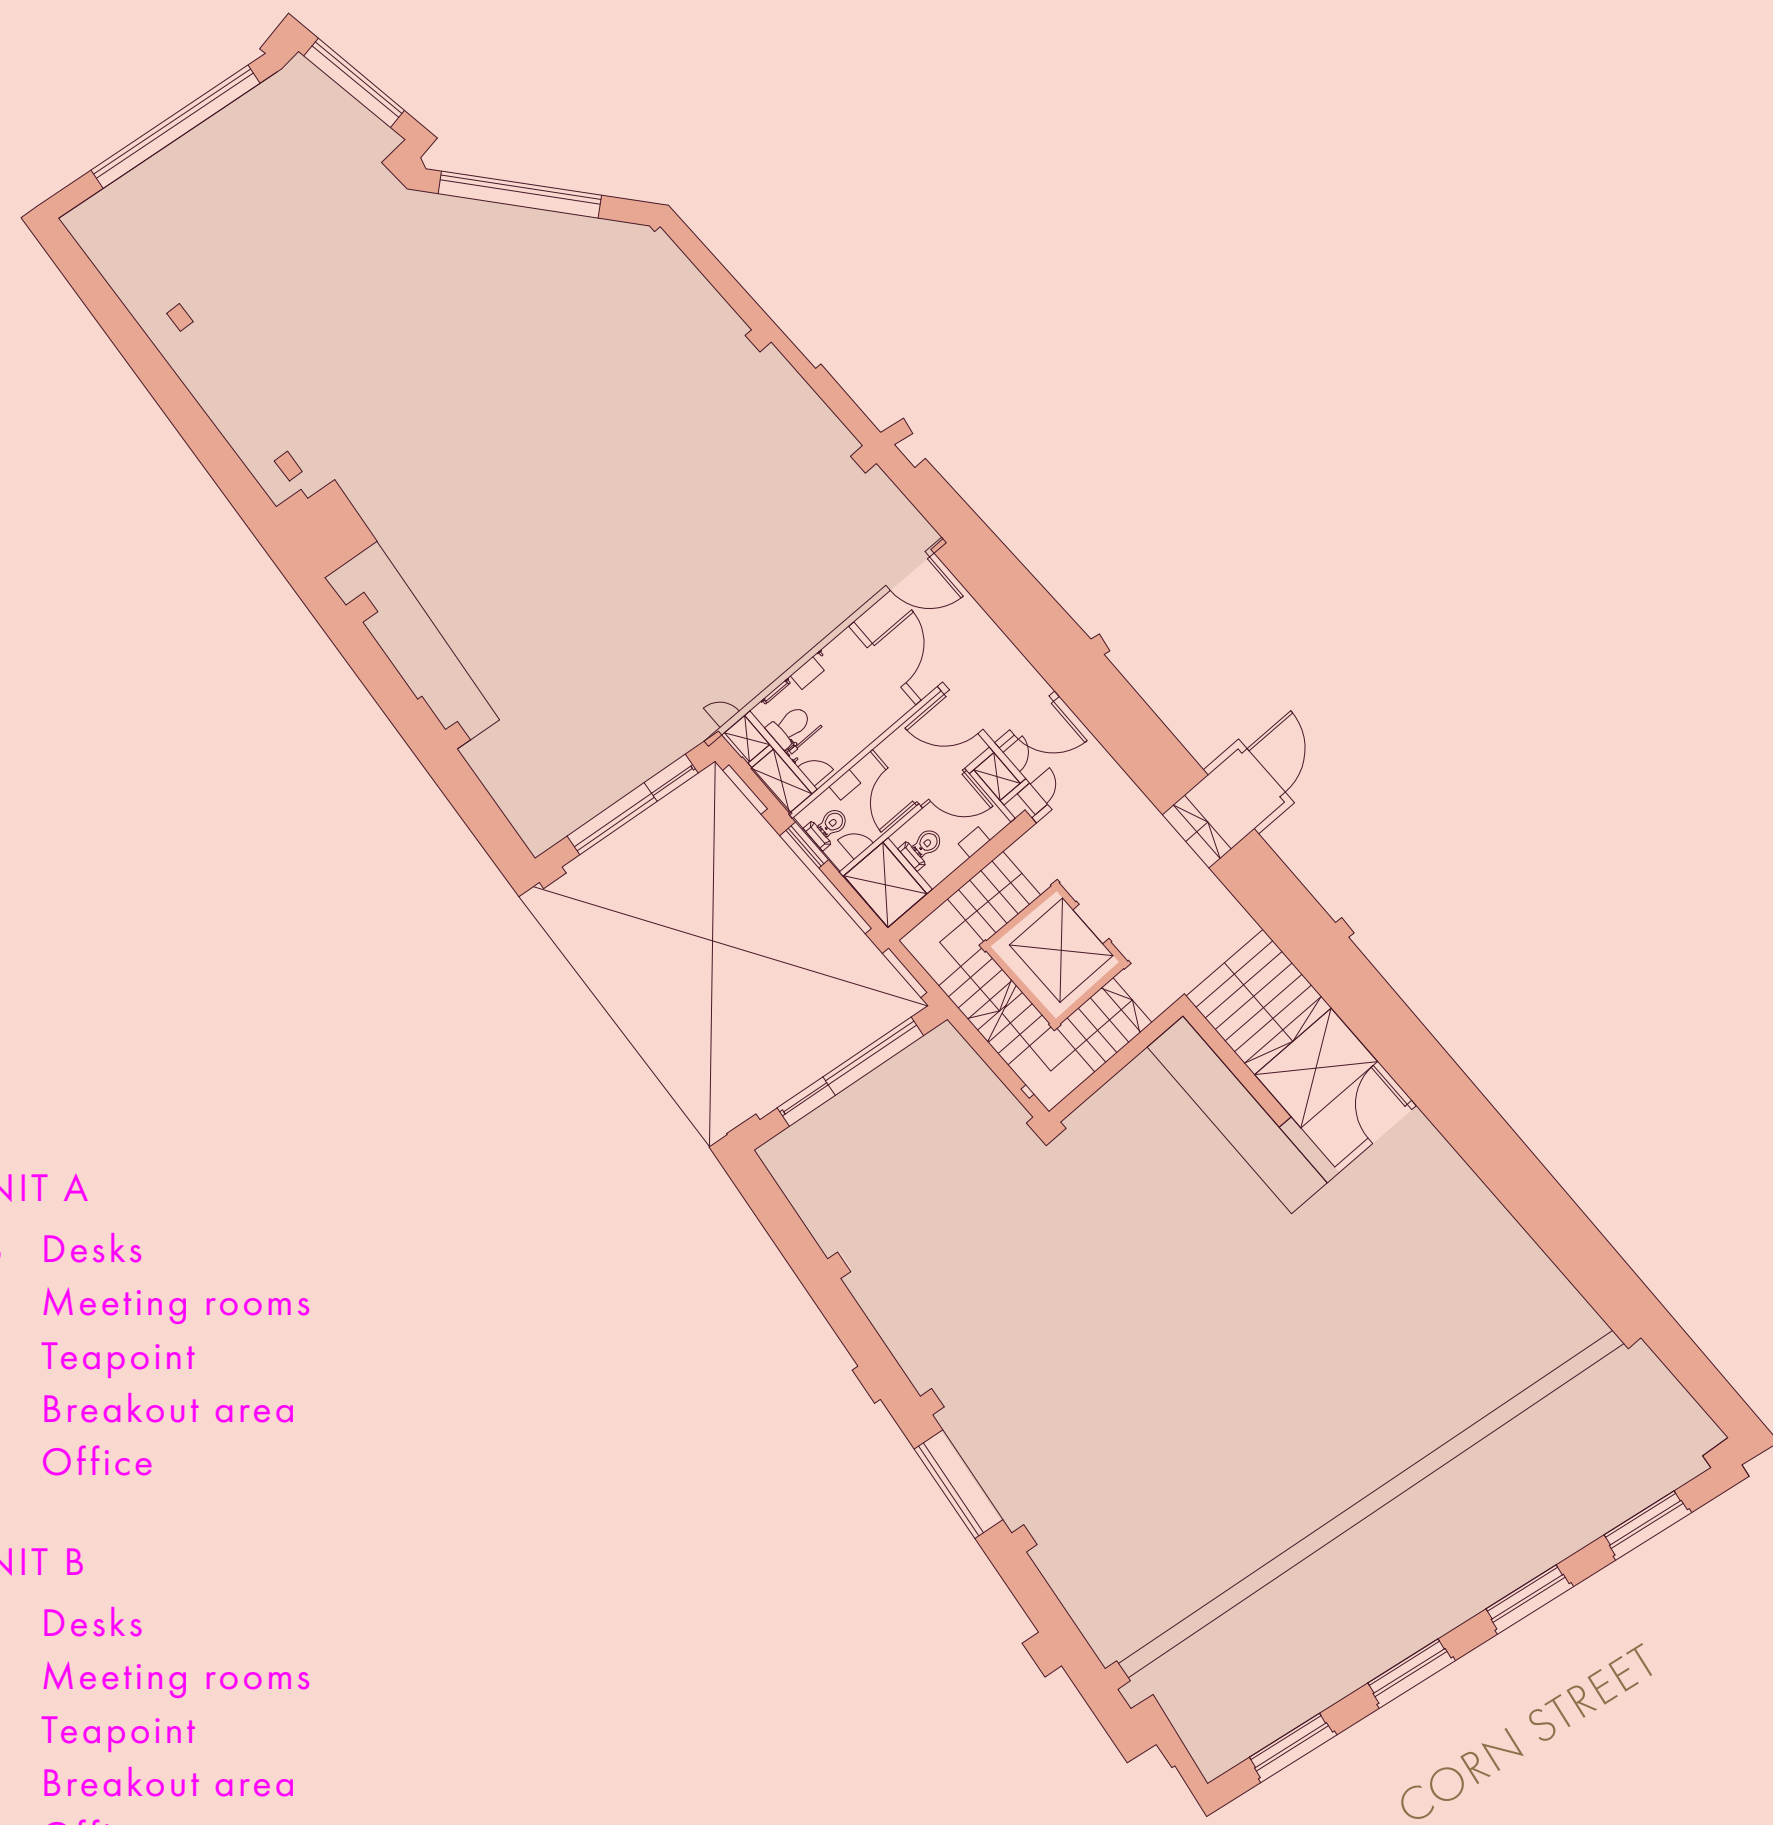 NIT A
Desks
Meeting rooms
Teapoint
Breakout area
Office
NIT B
Desks
Meeting rooms
Teapoint
Breakout area
CORN STREET